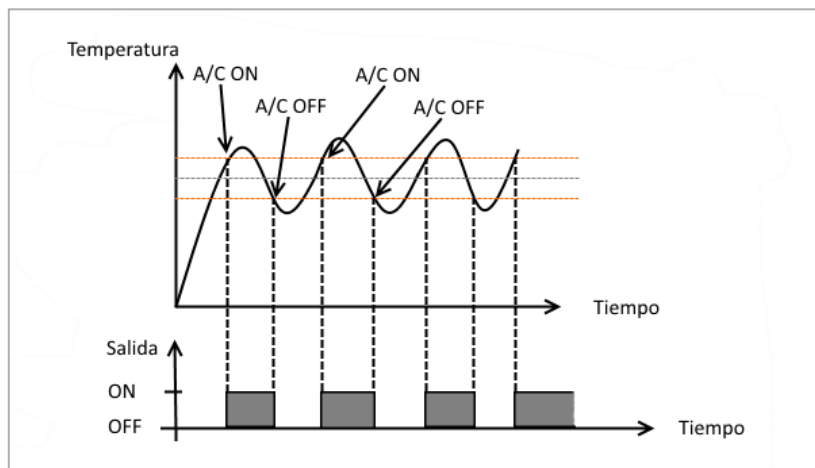 Temperatura
A/C ON
A/C ON
A/C OFF
A/C OFF
Tiempo
Salida
ON
OFF
Tiempo